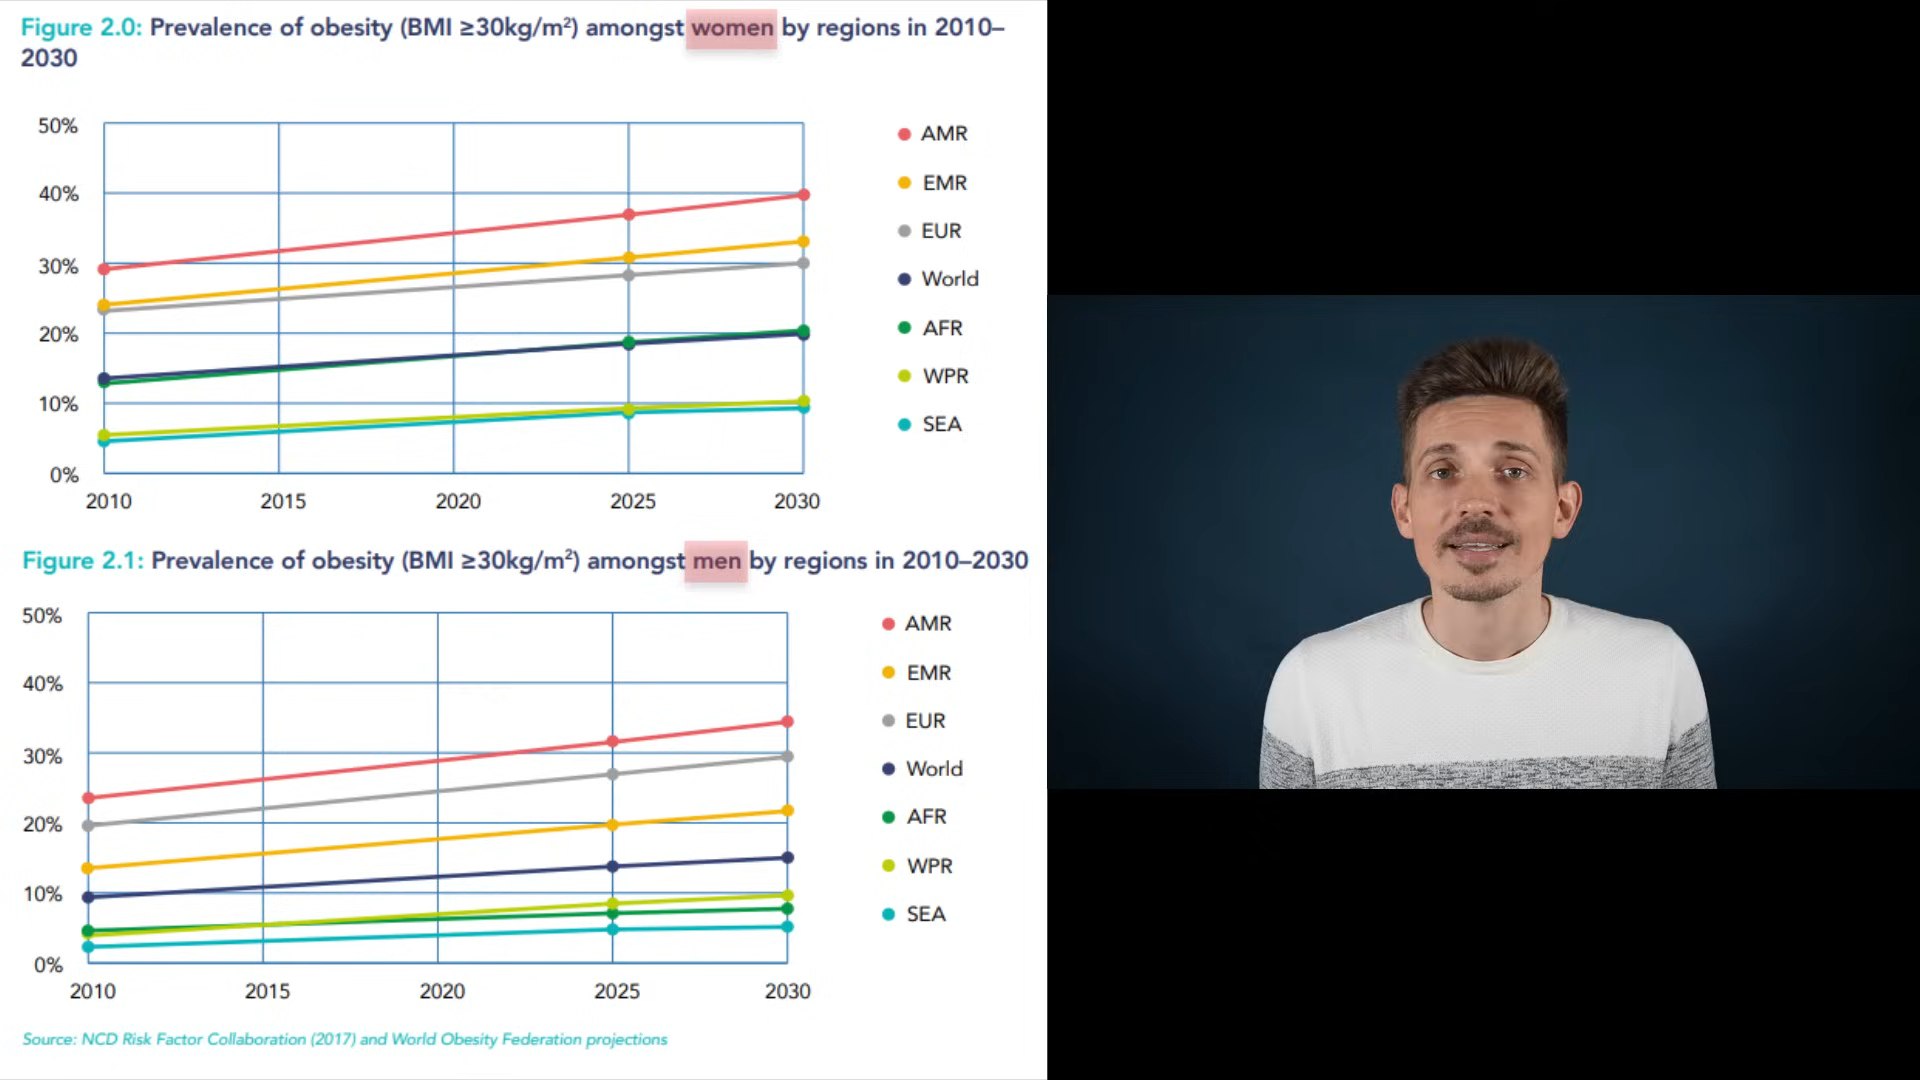 Figure 2.0: Prevalence of obesity (BMI ≥30kg/m²) amongst women by regions in 2010–
2030
50%
40%
30%
20%
10%
0%
2010 2015 2020 2025 2030
AMR
EMR
EUR
World
AFR
WPR
SEA
Figure 2.1: Prevalence of obesity (BMI ≥30kg/m²) amongst men by regions in 2010–2030
50%
40%
30%
20%
10%
0%
2010 2015 2020 2025 2030
AMR
EMR
EUR
World
AFR
WPR
SEA
Source: NCD Risk Factor Collaboration (2017) and World Obesity Federation projections